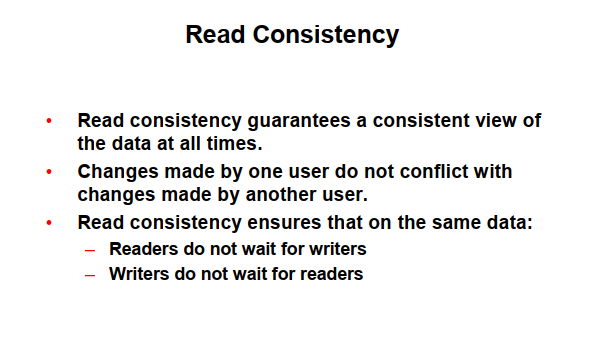 Read Consistency
• Read consistency guarantees a consistent view of
the data at all times.
• Changes made by one user do not conflict with
changes made by another user.
• Read consistency ensures that on the same data:
– Readers do not wait for writers
– Writers do not wait for readers